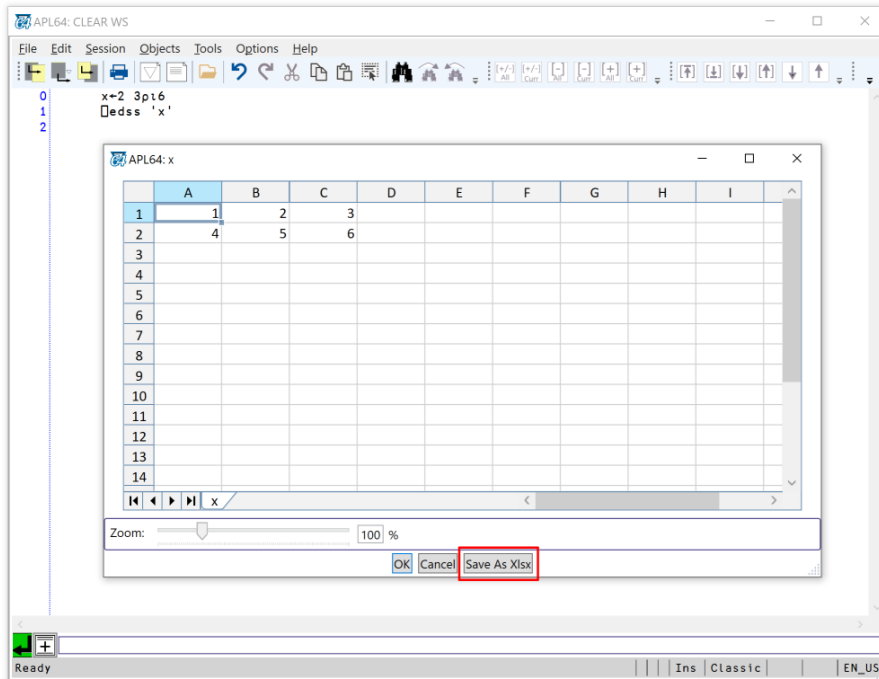 APL64: CLEAR WS
File Edit Session Objects Tools Options Help
[+/-] All [+/-] Curr [-] All [-] Curr [+] All [+] Curr
0 x←2 3⍴⍳6
1 ⎕edss 'x'
2
APL64: x
A B C D E F G H I
1 1 2 3
2 4 5 6
3
4
5
6
7
8
9
10
11
12
13
14
x
Zoom: 100 %
OK Cancel Save As Xlsx
Ready Ins Classic EN_US